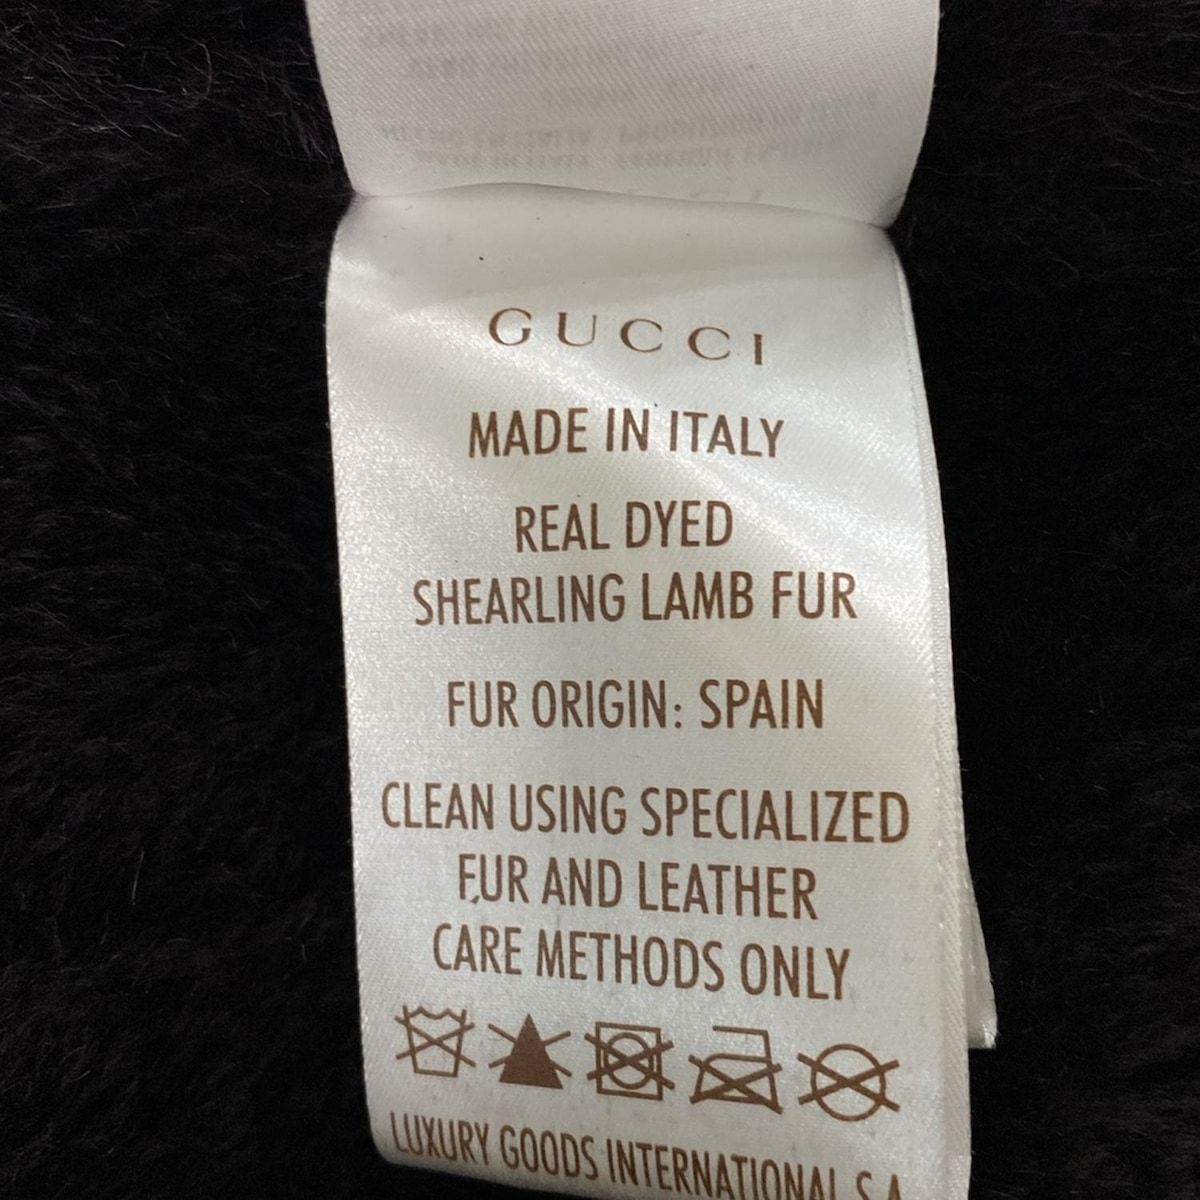 GUCCI
MADE IN ITALY
REAL DYED
SHEARLING LAMB FUR
FUR ORIGIN: SPAIN
CLEAN USING SPECIALIZED
FUR AND LEATHER
CARE METHODS ONLY
LUXURY GOODS INTERNATIONAL S.A